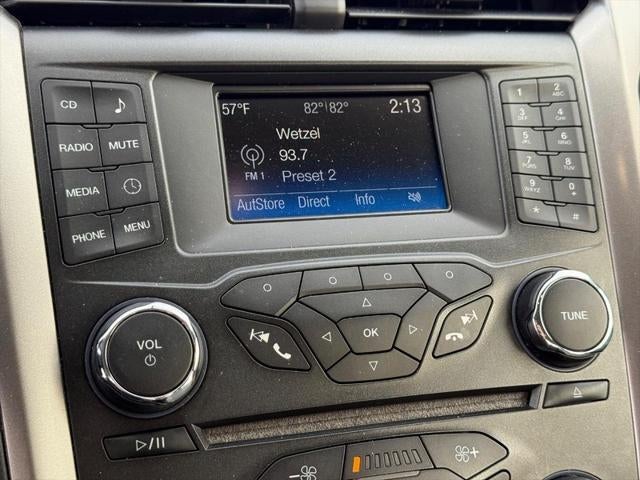 57°F 82°|82° 2:13
Wetzel
93.7
FM 1
Preset 2
AutStore Direct Info
CD
RADIO MUTE
MEDIA
PHONE MENU
1 2 ABC
3 DEF 4 GHI
5 JKL 6 MNO
7 PQRS 8 TUV
9 WXYZ 0 +
* #
VOL
OK
TUNE